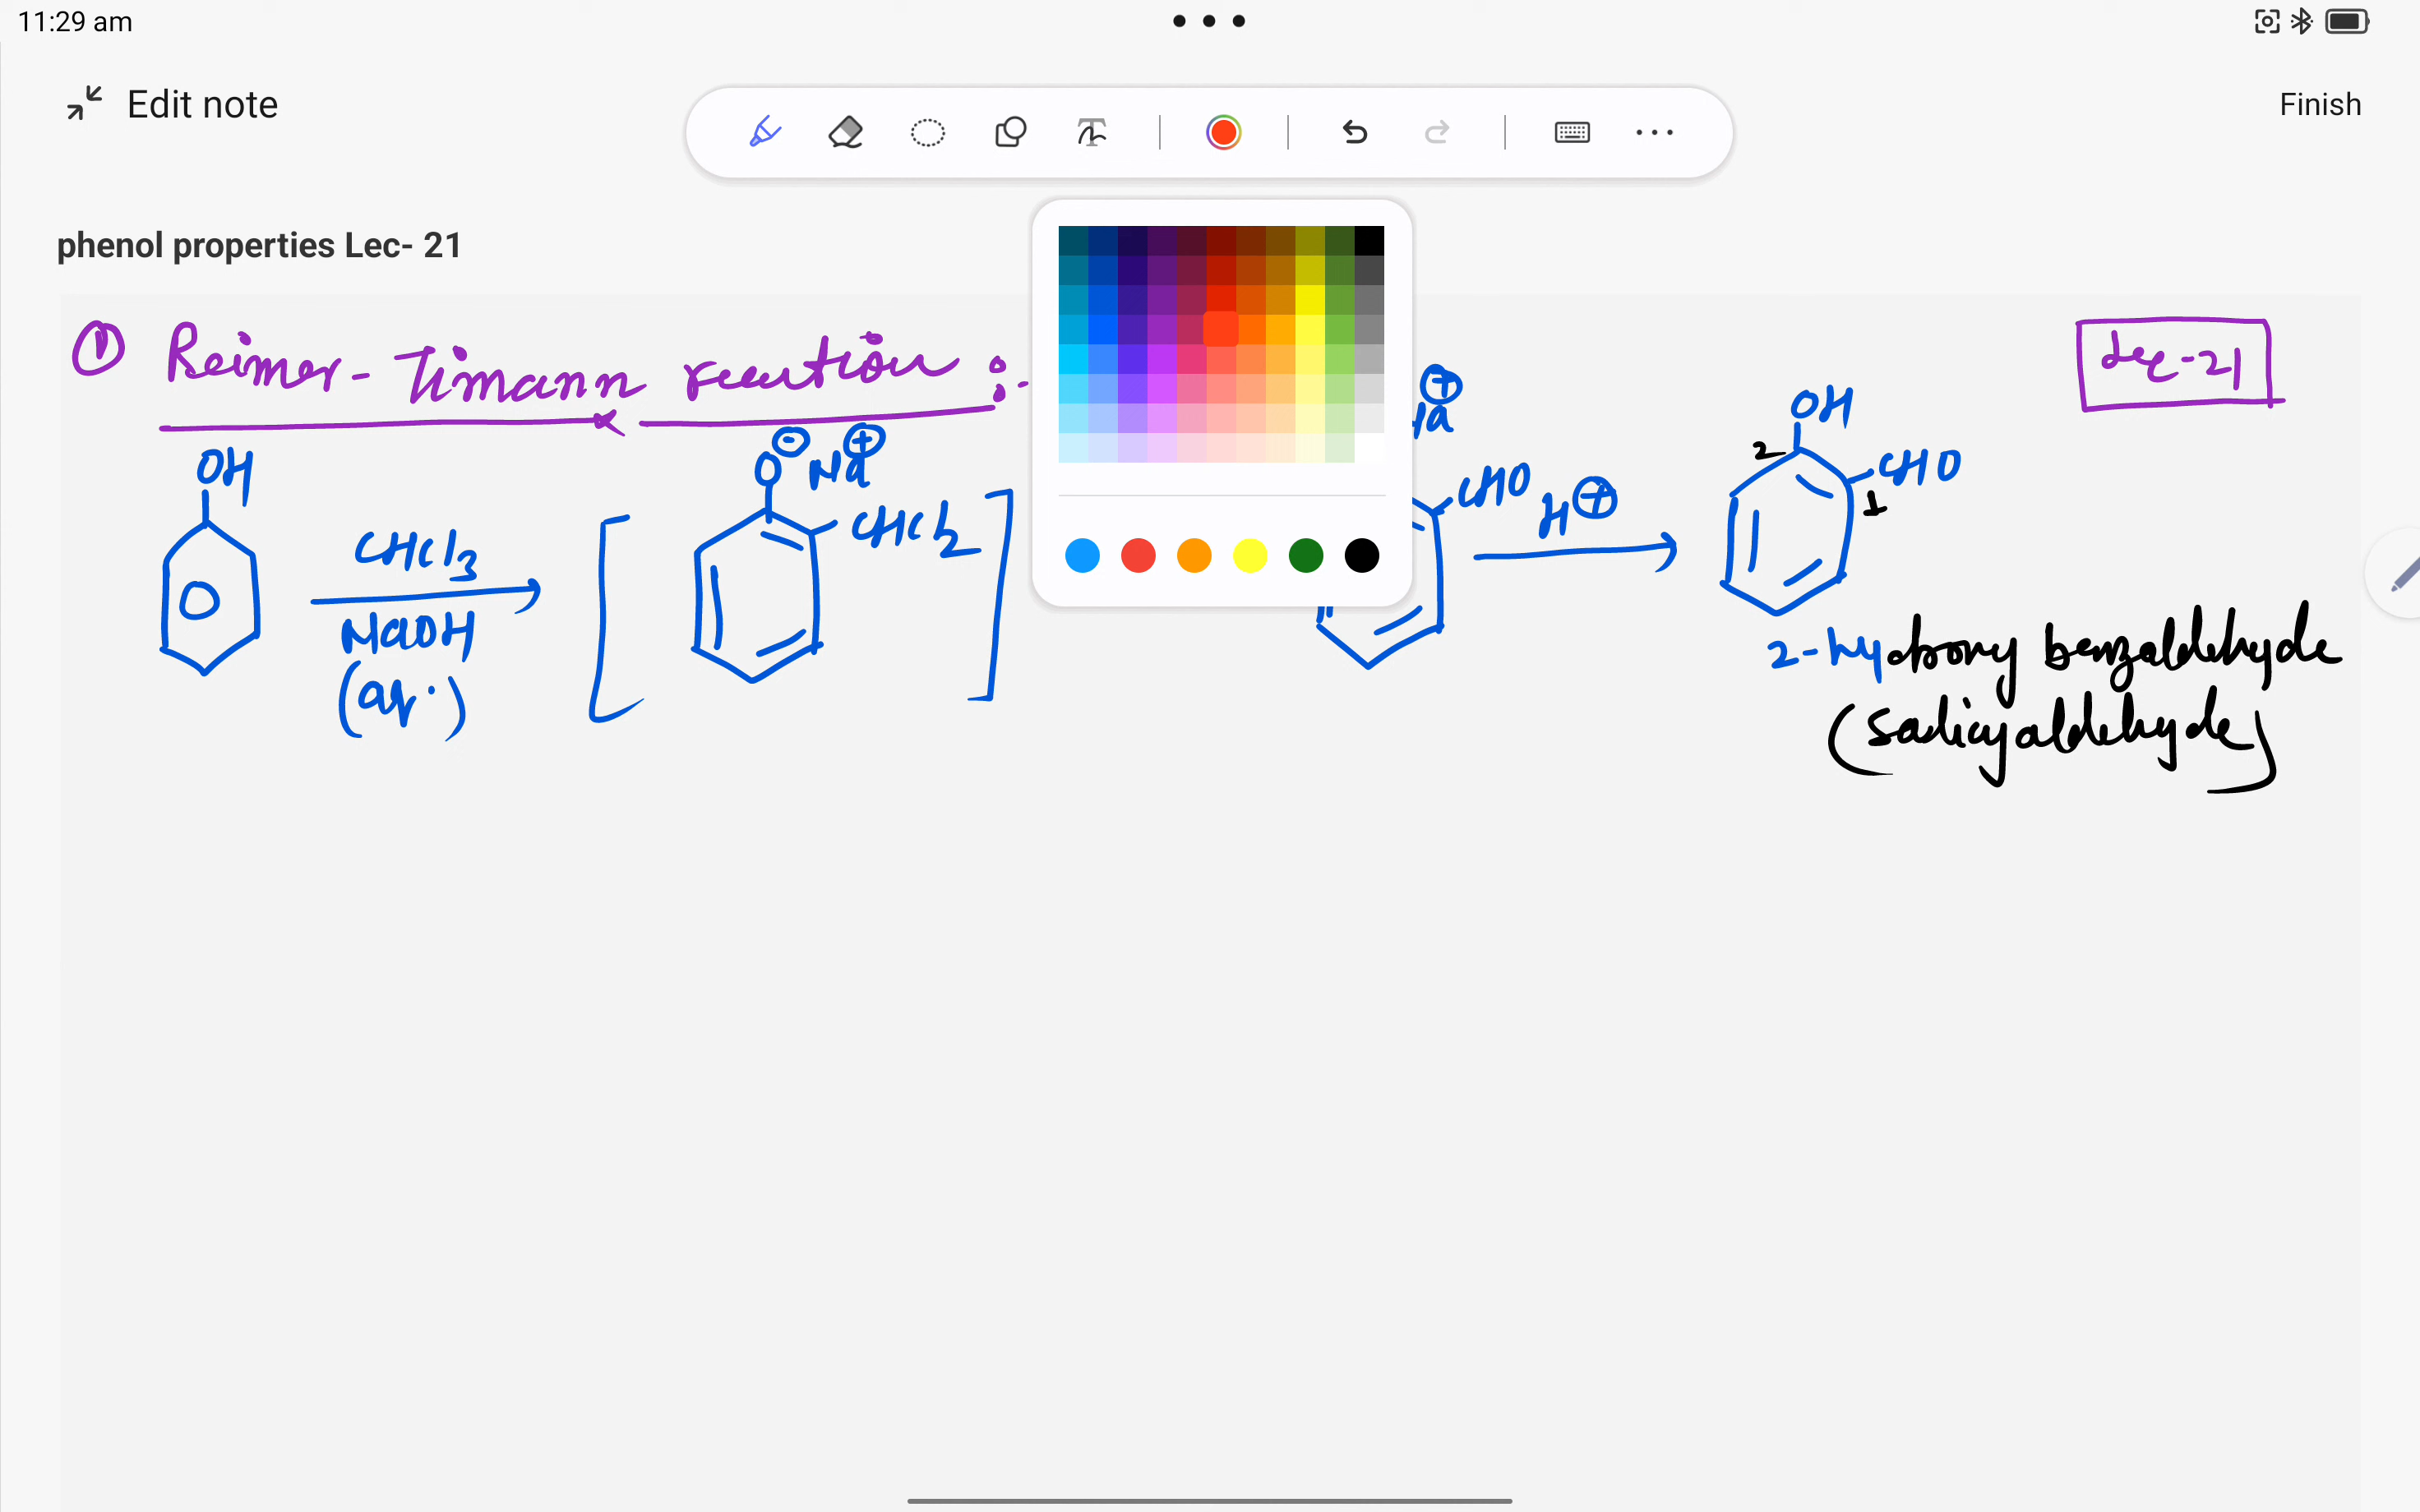 11:29 am
Edit note
Finish
phenol properties Lec- 21
① Reimer-Timann reaction :-
Lec-21
OH
CHCl3
NaOH
(aq.)
O⊖ Na⊕
CHCl2
⊕
CHO
H⊕
OH
2
CHO
1
2-hydroxy benzaldehyde
(salicyaldehyde)